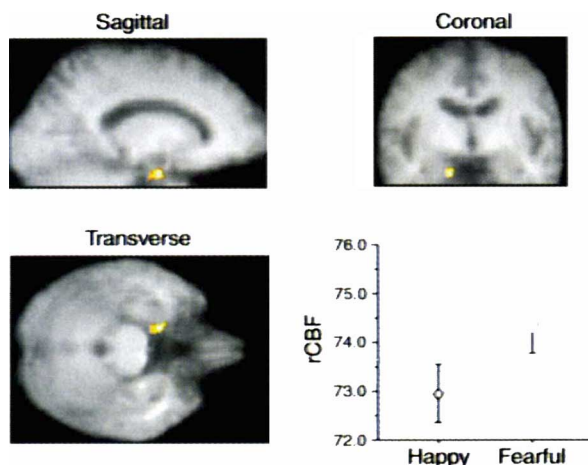 Sagittal
Coronal
Transverse
76.0
75.0
74.0
73.0
72.0
rCBF
Happy
Fearful